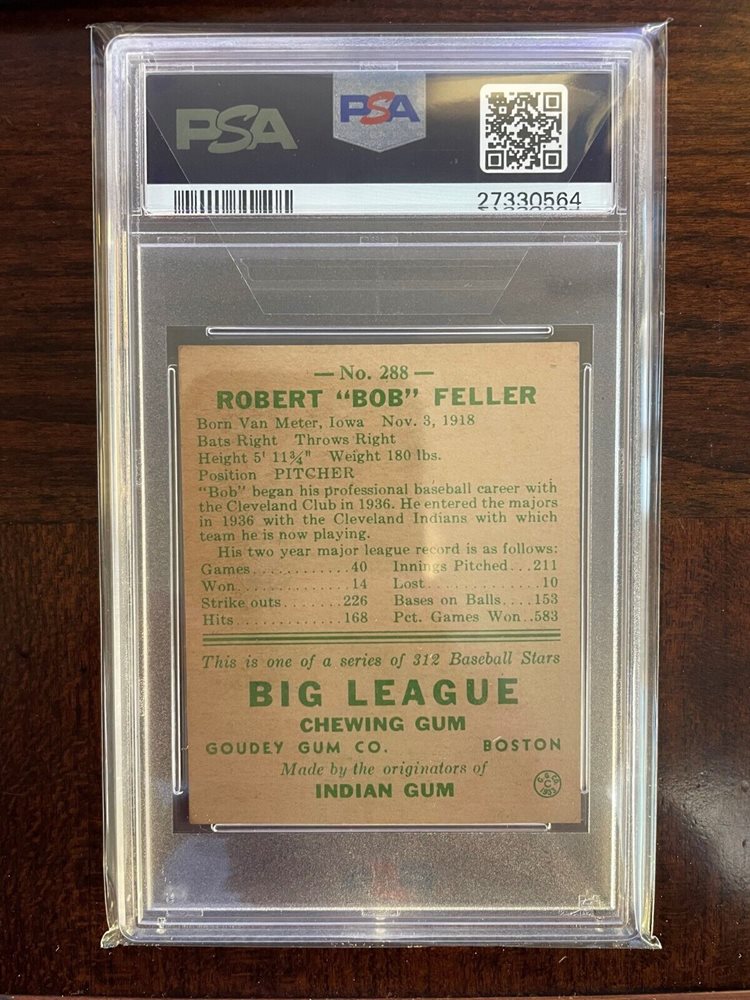 PSA PSA
27330564
— No. 288 —
ROBERT "BOB" FELLER
Born Van Meter, Iowa Nov. 3, 1918
Bats Right Throws Right
Height 5' 11¾" Weight 180 lbs.
Position PITCHER
"Bob" began his professional baseball career with
the Cleveland Club in 1936. He entered the majors
in 1936 with the Cleveland Indians with which
team he is now playing.
His two year major league record is as follows:
Games............40 Innings Pitched...211
Won..............14 Lost..............10
Strike outs.......226 Bases on Balls....153
Hits.............168 Pct. Games Won..583
This is one of a series of 312 Baseball Stars
BIG LEAGUE
CHEWING GUM
GOUDEY GUM CO. BOSTON
Made by the originators of
INDIAN GUM